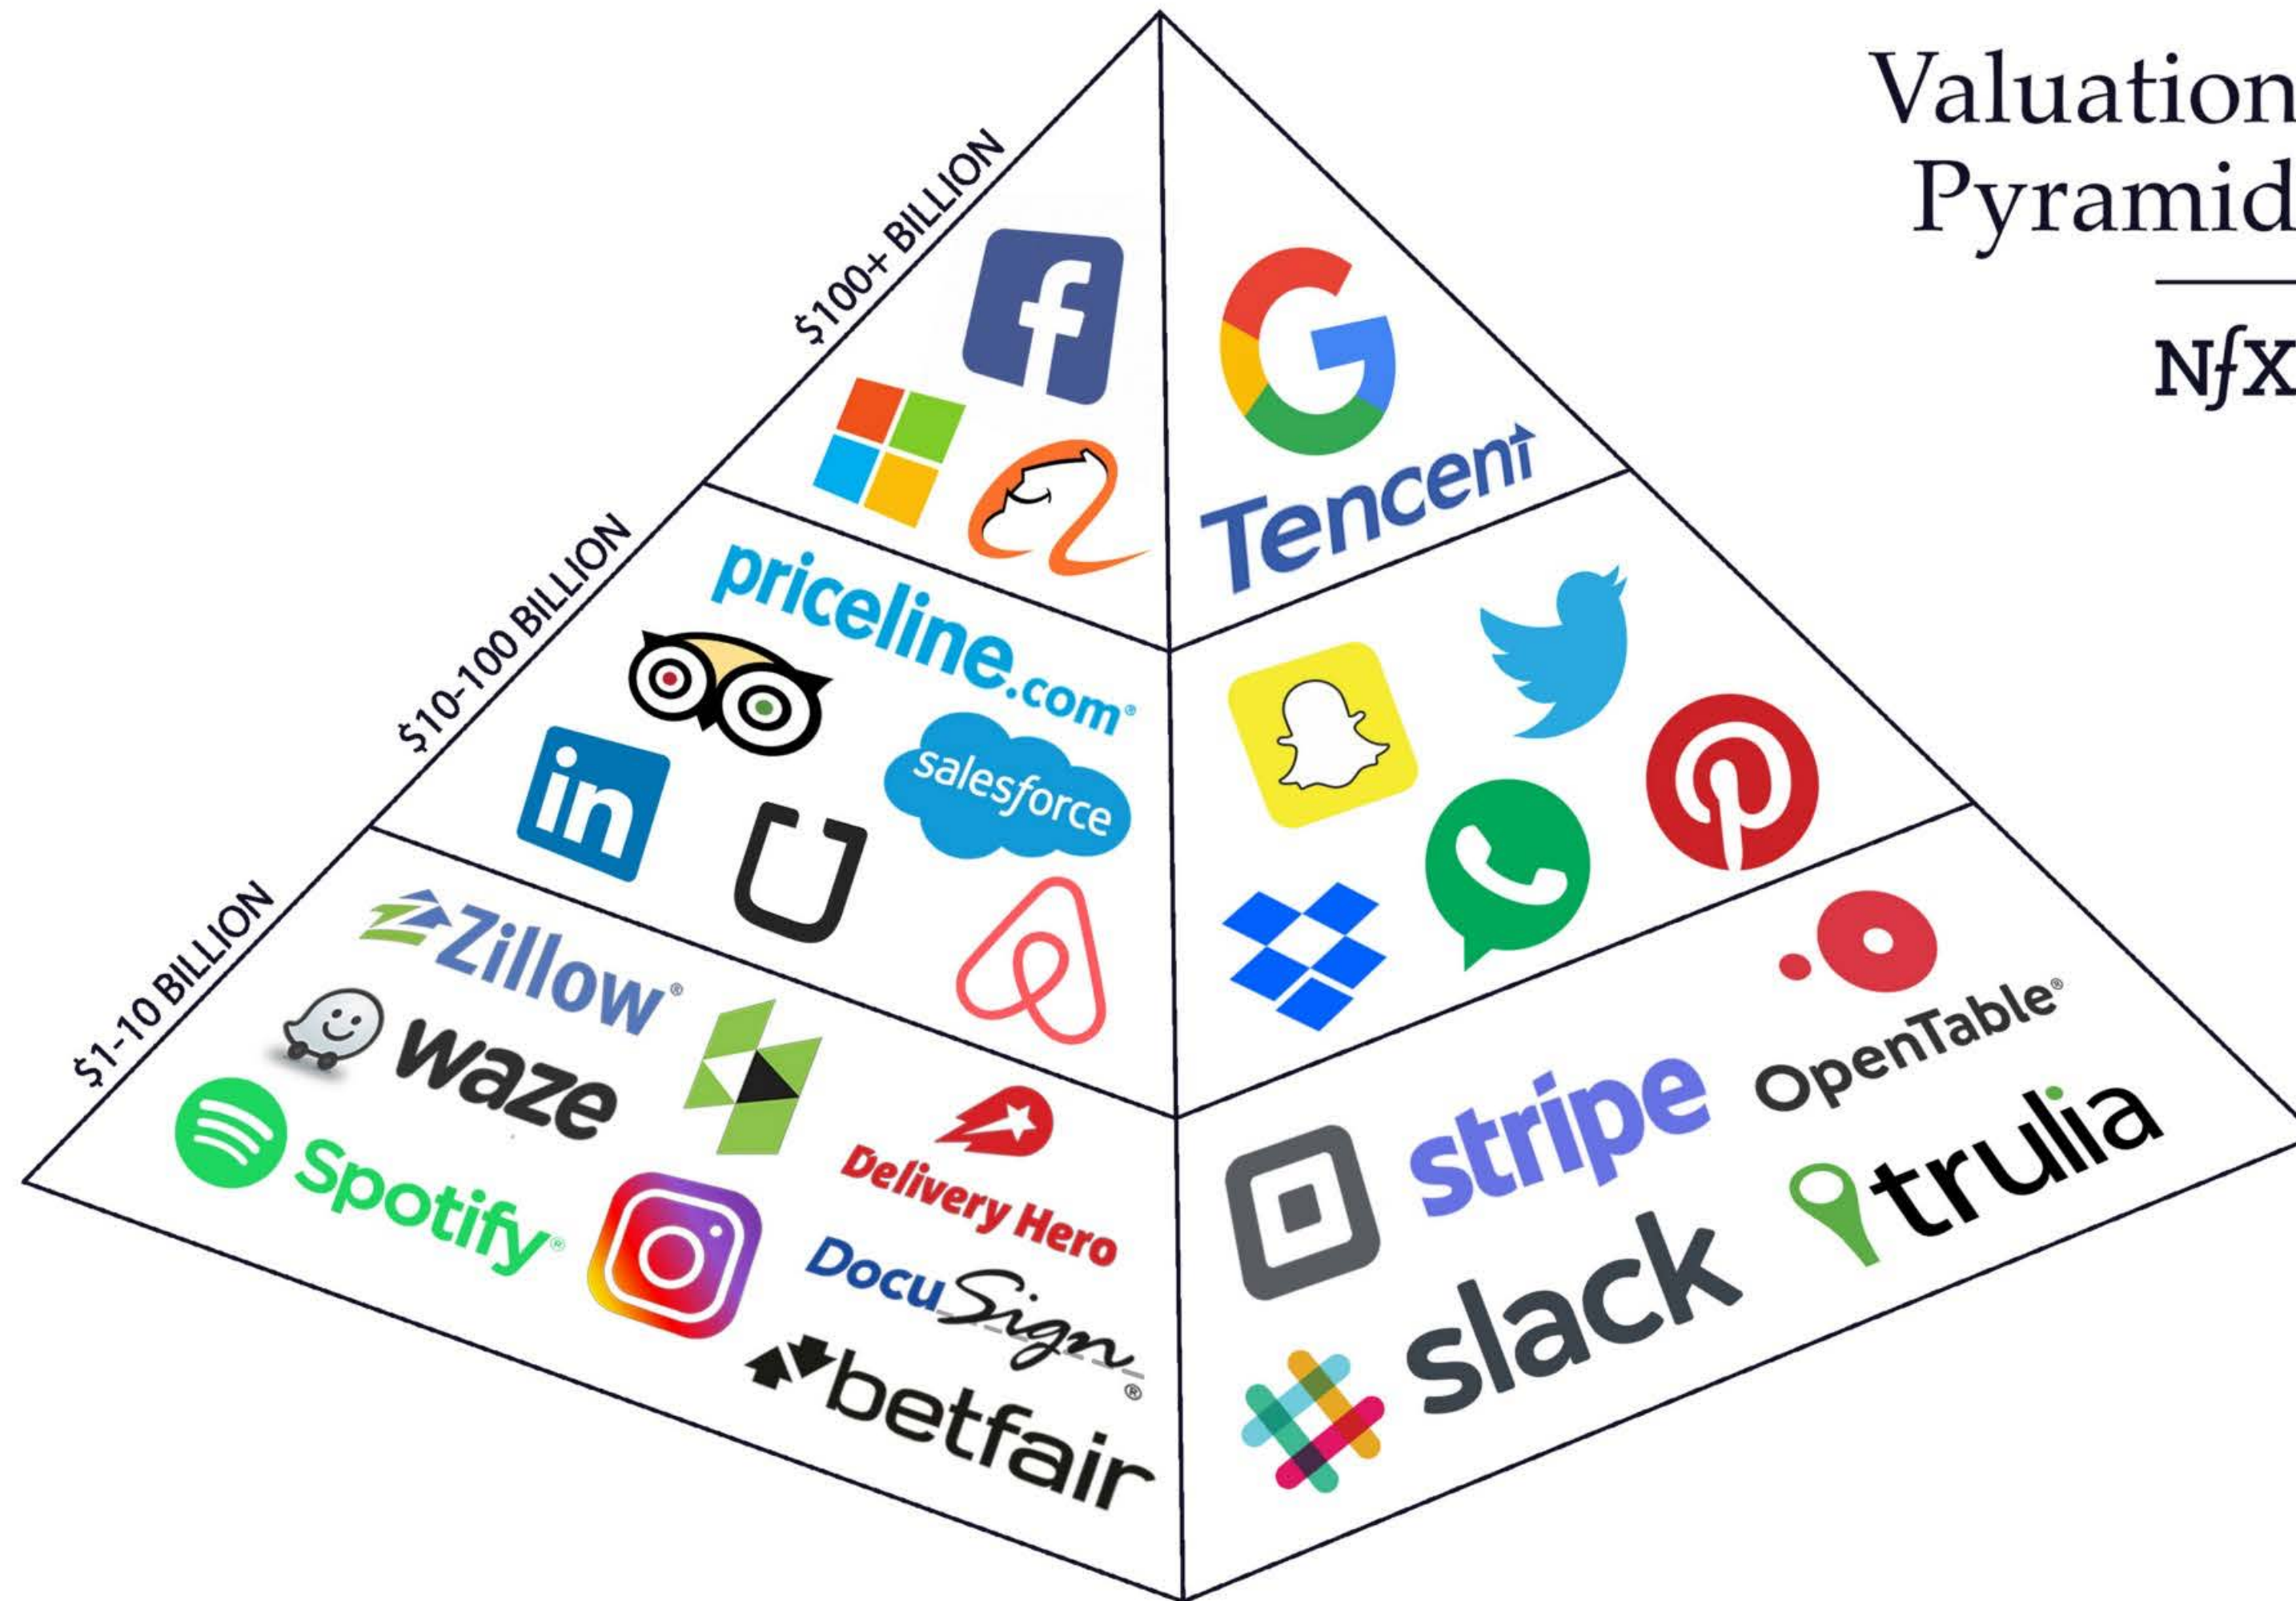 Valuation
Pyramid
NfX
$100+ BILLION
f
G
Tencent
$10-100 BILLION
priceline.com®
in
salesforce
$1-10 BILLION
Zillow®
waze
Spotify®
Delivery Hero
DocuSign®
betfair
stripe
OpenTable®
trulia
slack